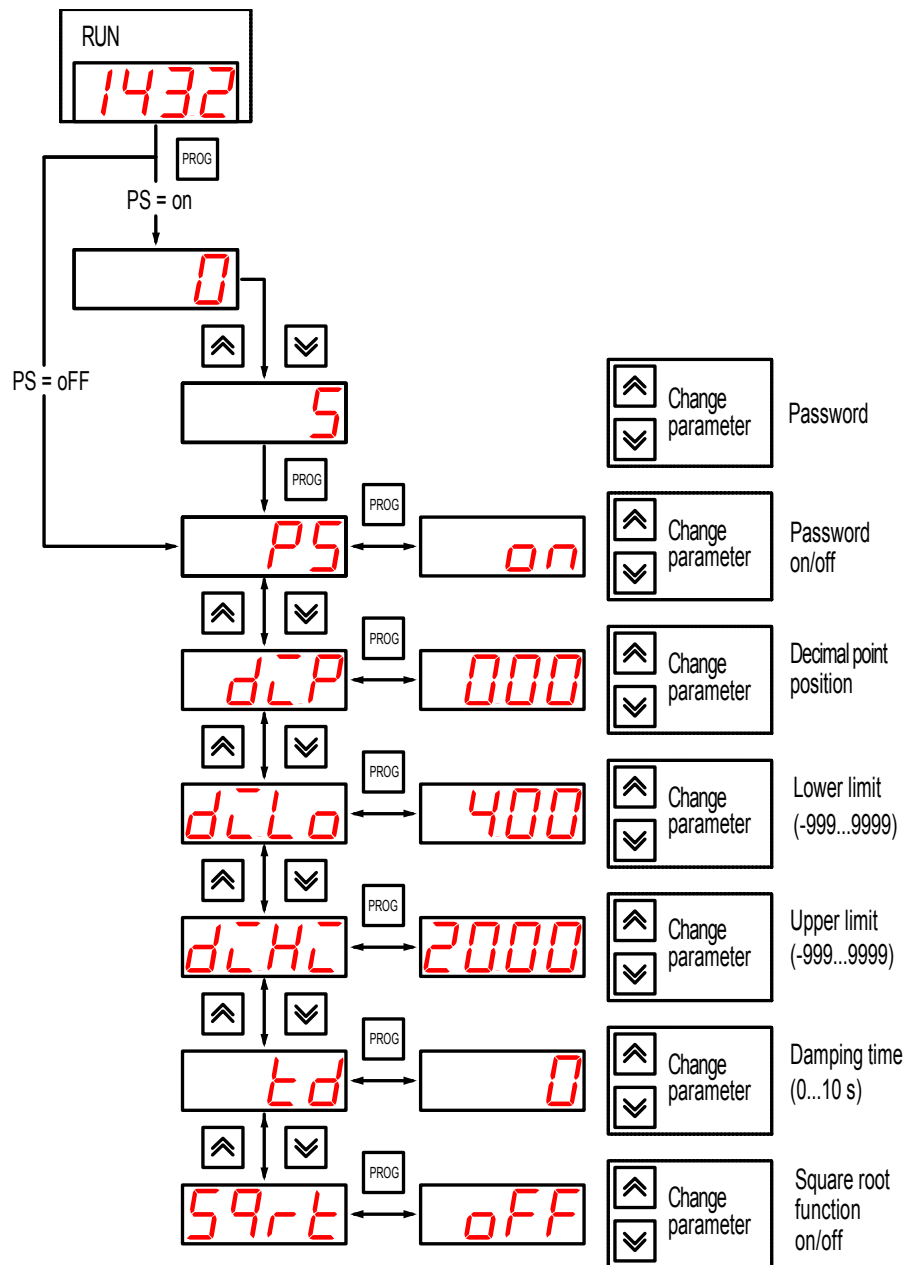 RUN
1432
PROG
PS = on
0
PS = oFF
5
Change
parameter
Password
PROG
PROG
PS
on
Change
parameter
Password
on/off
PROG
diP
000
Change
parameter
Decimal point
position
PROG
diLo
400
Change
parameter
Lower limit
(-999...9999)
PROG
diHi
2000
Change
parameter
Upper limit
(-999...9999)
PROG
td
0
Change
parameter
Damping time
(0...10 s)
PROG
Sqrt
oFF
Change
parameter
Square root
function
on/off